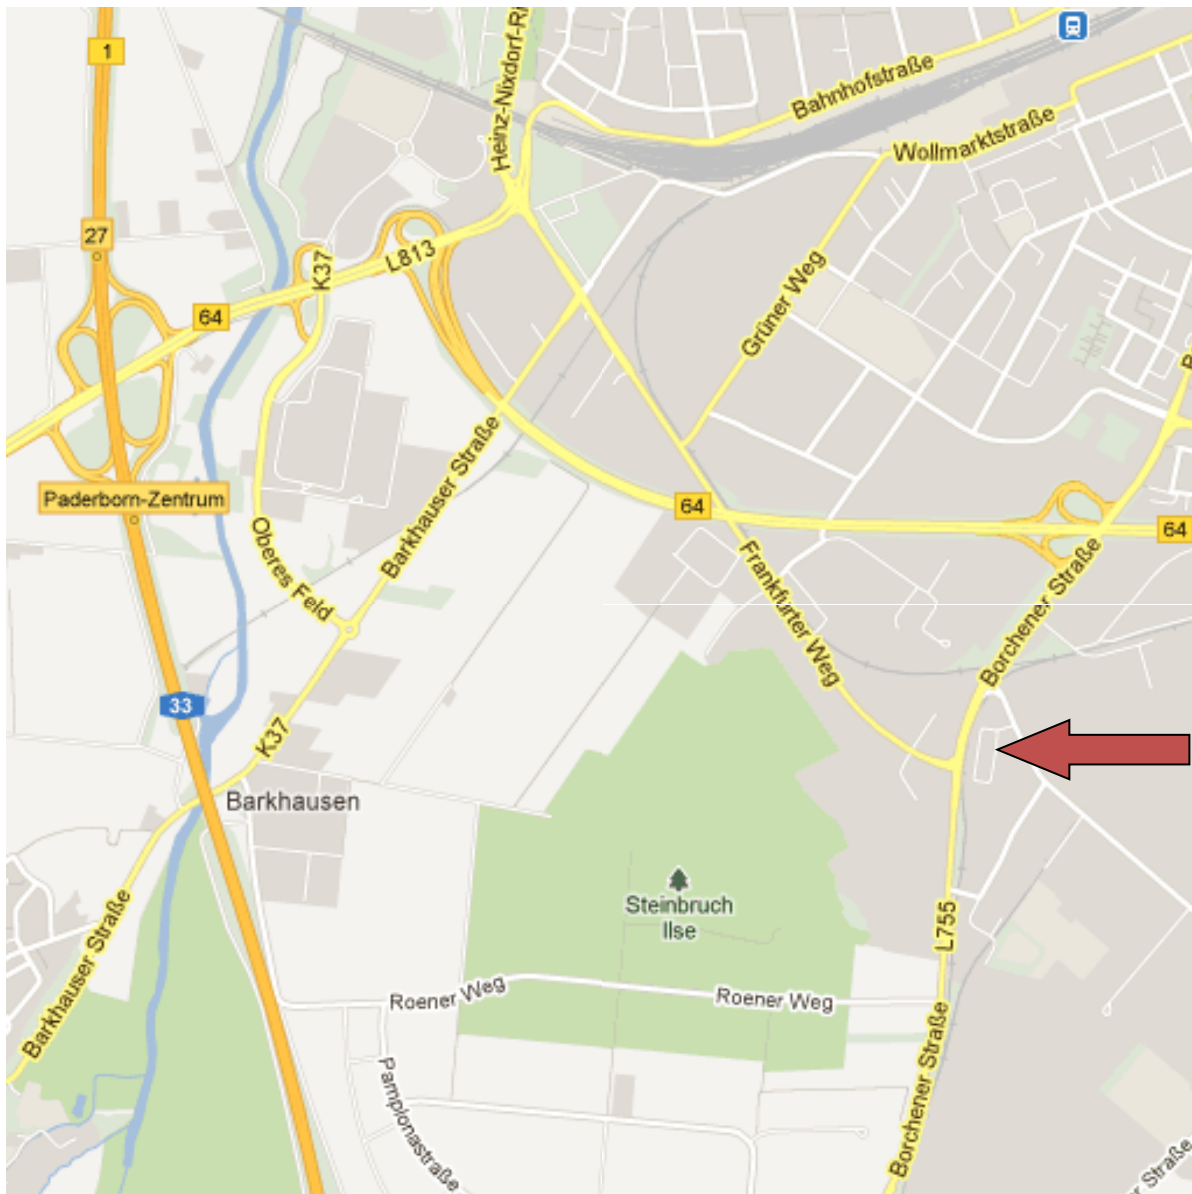 1
Heinz-Nixdorf-Ri
Bahnhofstraße
Wollmarktstraße
27
K37
L813
Grüner Weg
64
B
Barkhauser Straße
Paderborn-Zentrum
64
64
Oberes Feld
Frankfurter Weg
Borchener Straße
33
K37
Barkhausen
Steinbruch
Ilse
L755
Barkhauser Straße
Roener Weg
Roener Weg
Borchener Straße
Pamplonastraße
Straße